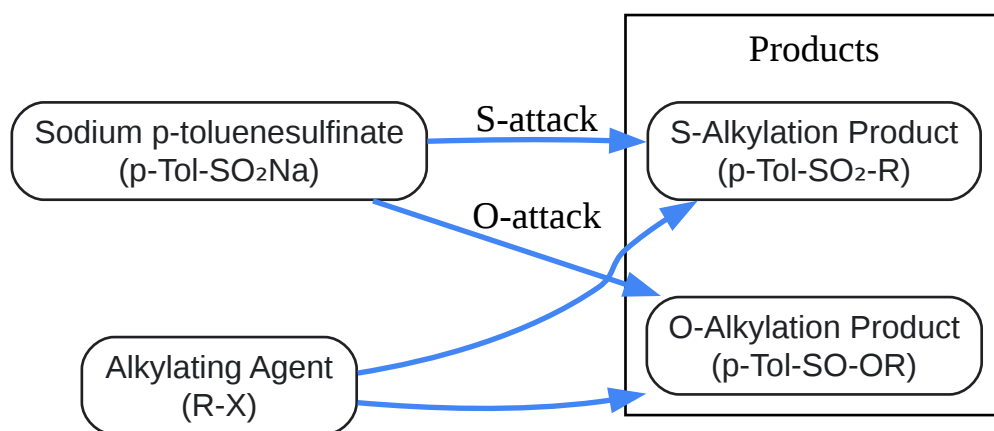 Products
Sodium p-toluenesulfinate
(p-Tol-SO₂Na)
S-attack
S-Alkylation Product
(p-Tol-SO₂-R)
O-attack
Alkylating Agent
(R-X)
O-Alkylation Product
(p-Tol-SO-OR)